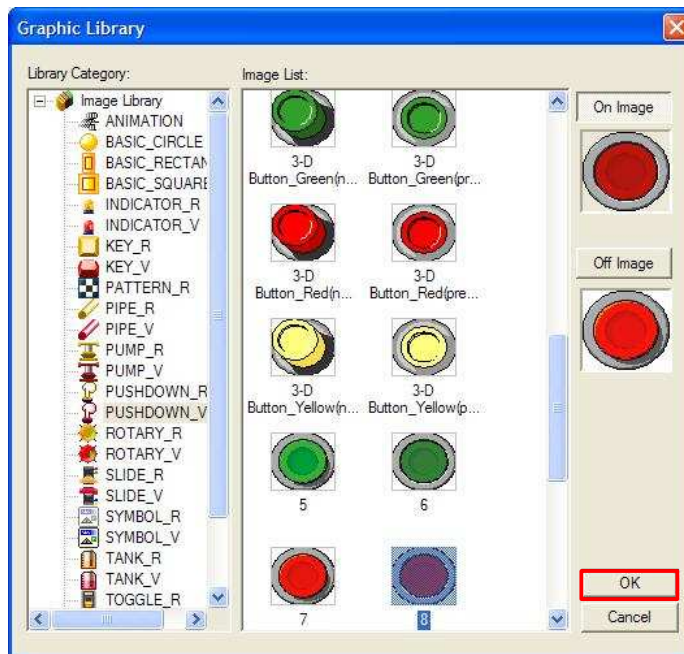 Graphic Library
Library Category:
Image Library
ANIMATION
BASIC_CIRCLE
BASIC_RECTAN
BASIC_SQUARE
INDICATOR_R
INDICATOR_V
KEY_R
KEY_V
PATTERN_R
PIPE_R
PIPE_V
PUMP_R
PUMP_V
PUSHDOWN_R
PUSHDOWN_V
ROTARY_R
ROTARY_V
SLIDE_R
SLIDE_V
SYMBOL_R
SYMBOL_V
TANK_R
TANK_V
TOGGLE_R
Image List:
3-D
Button_Green(n...
3-D
Button_Green(pr...
3-D
Button_Red(n...
3-D
Button_Red(pre...
3-D
Button_Yellow(n...
3-D
Button_Yellow(p...
5
6
7
8
On Image
Off Image
OK
Cancel